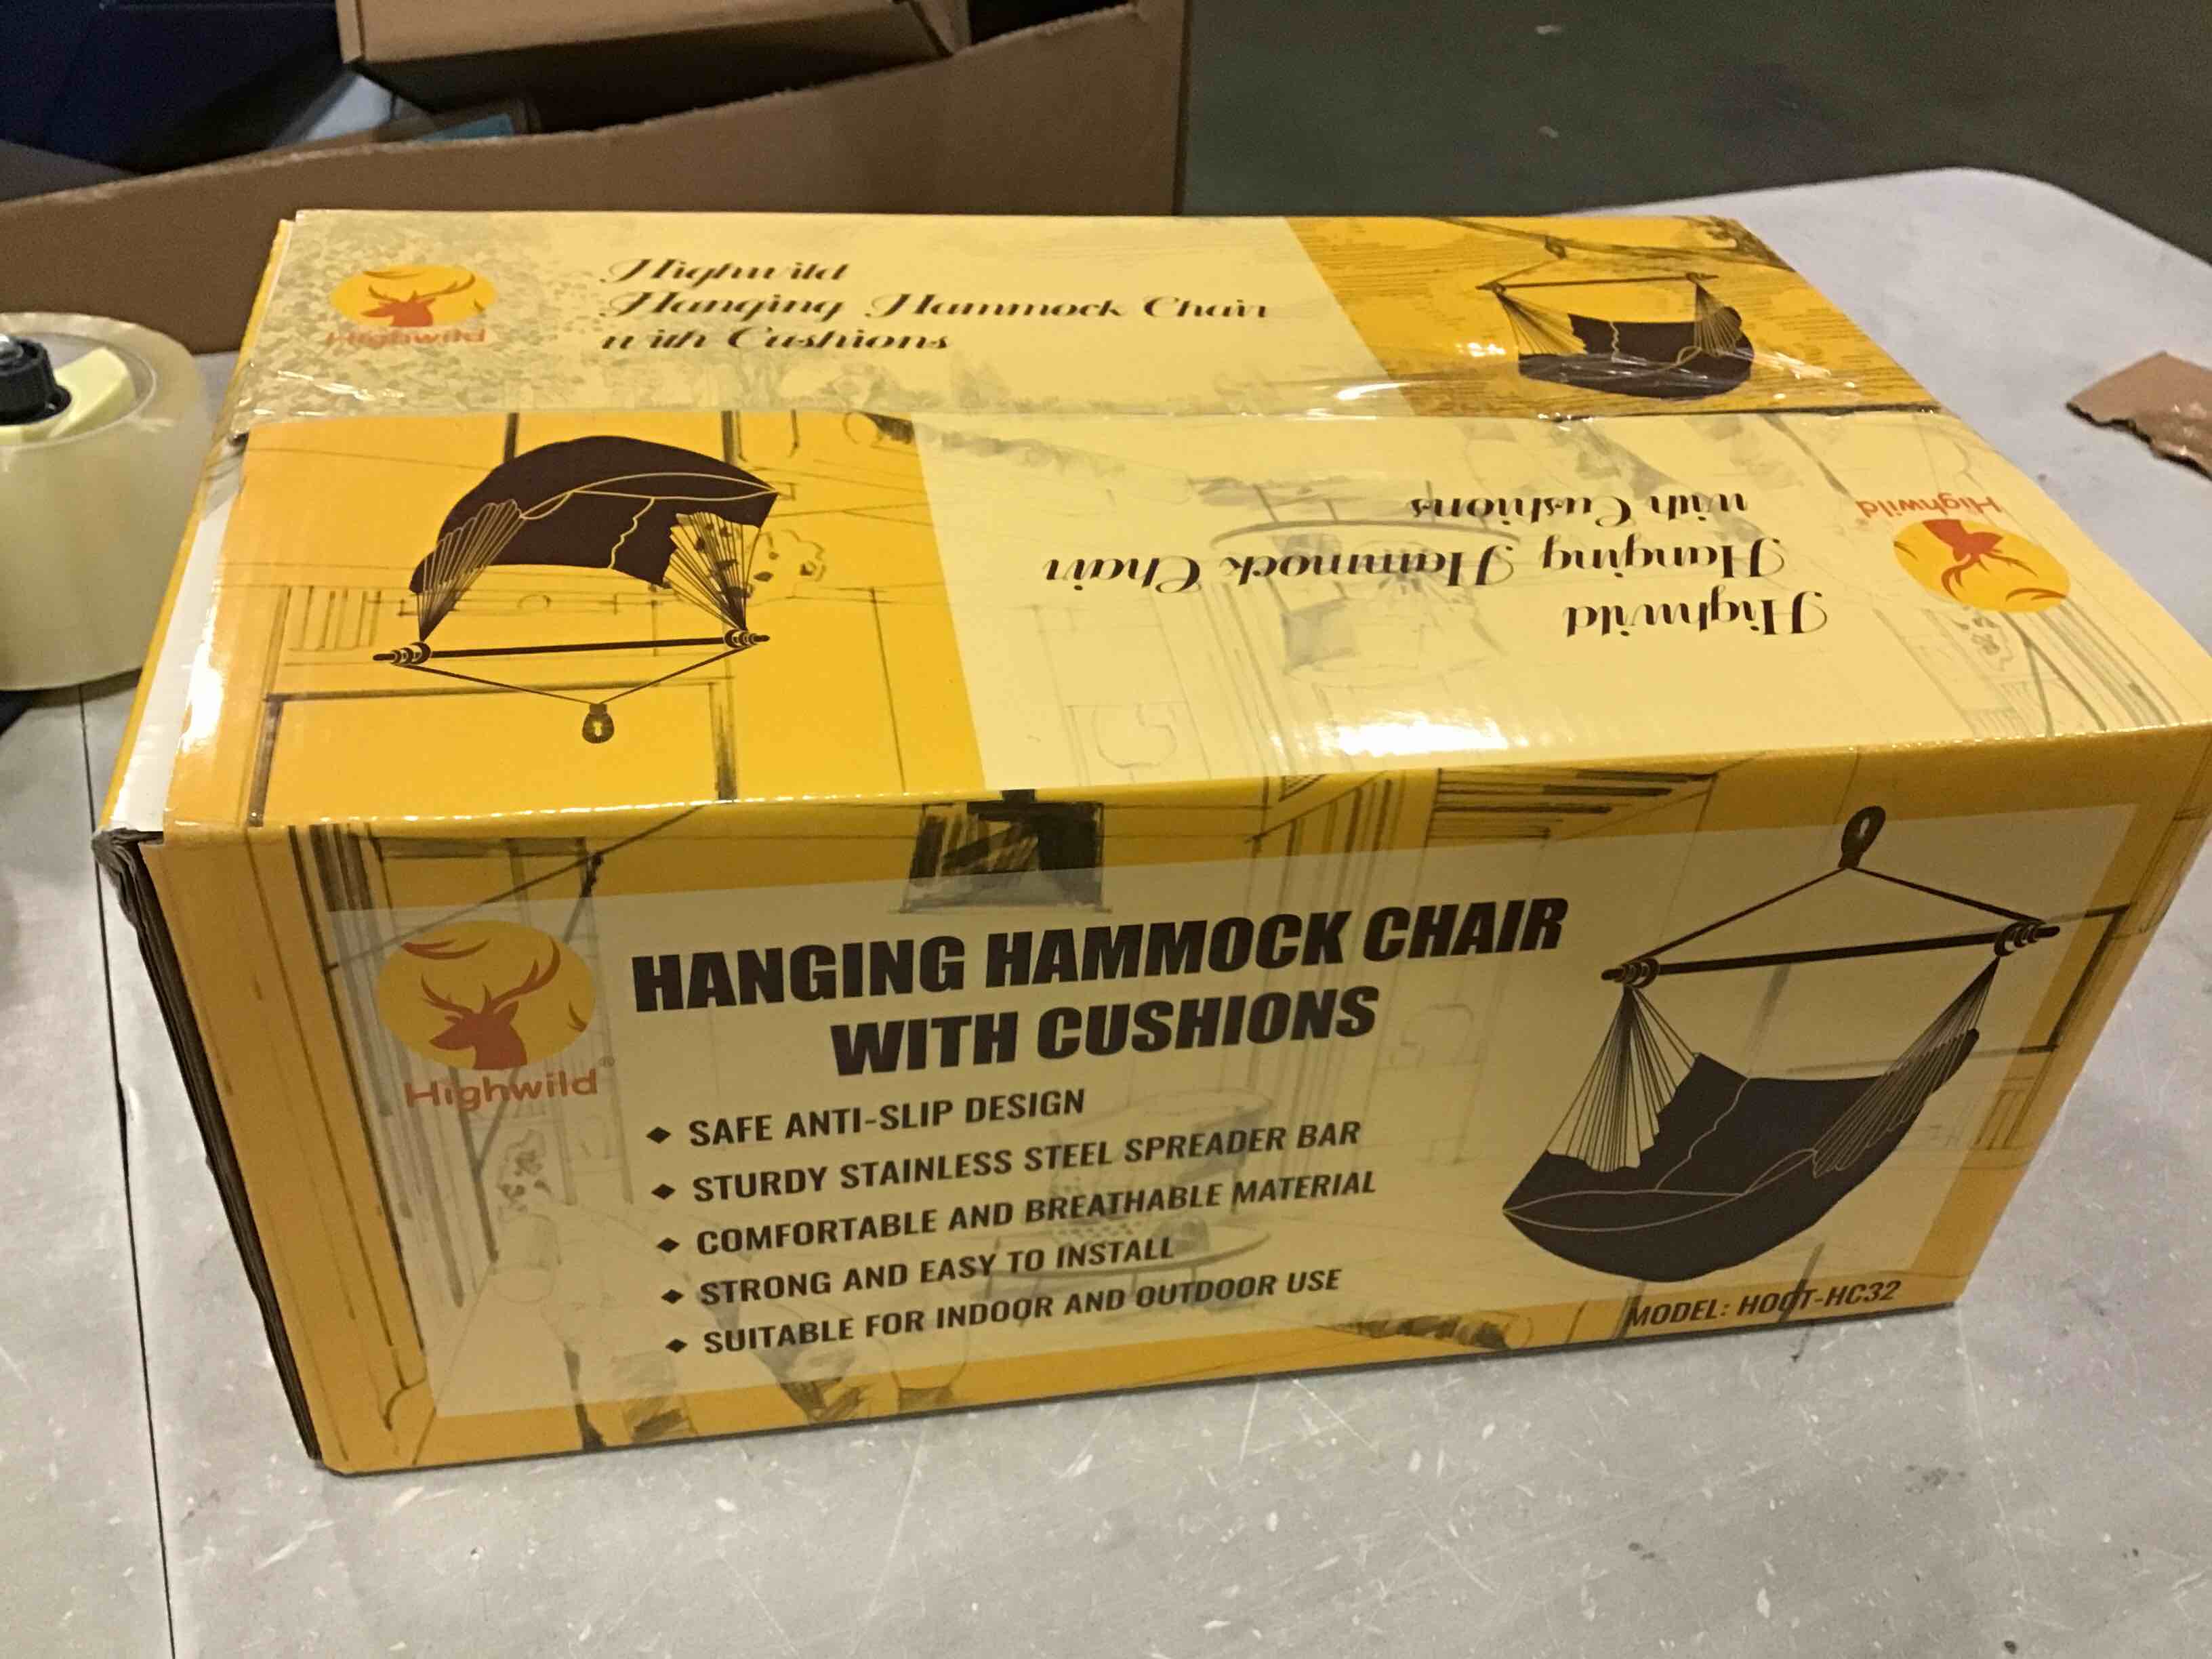 Highwild
Highwild
Hanging Hammock Chair
with Cushions
Highwild
Hanging Hammock Chair
with Cushions
Highwild
Highwild®
HANGING HAMMOCK CHAIR
WITH CUSHIONS
◆ SAFE ANTI-SLIP DESIGN
◆ STURDY STAINLESS STEEL SPREADER BAR
◆ COMFORTABLE AND BREATHABLE MATERIAL
◆ STRONG AND EASY TO INSTALL
◆ SUITABLE FOR INDOOR AND OUTDOOR USE
MODEL: HOOT-HC32